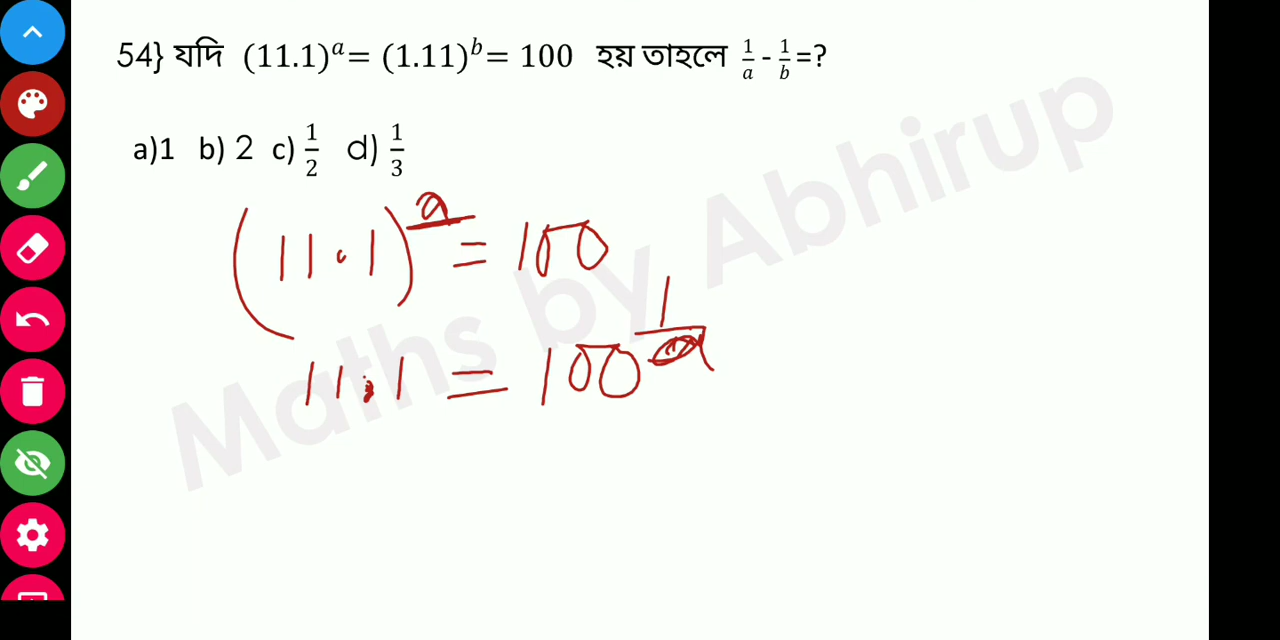 54} যদি (11.1)ᵃ= (1.11)ᵇ= 100 হয় তাহলে 1/a - 1/b =?
a)1 b) 2 c) 1/2 d) 1/3
(11.1)ᵃ = 100
11.1 = 100^(1/a)
Maths by Abhirup